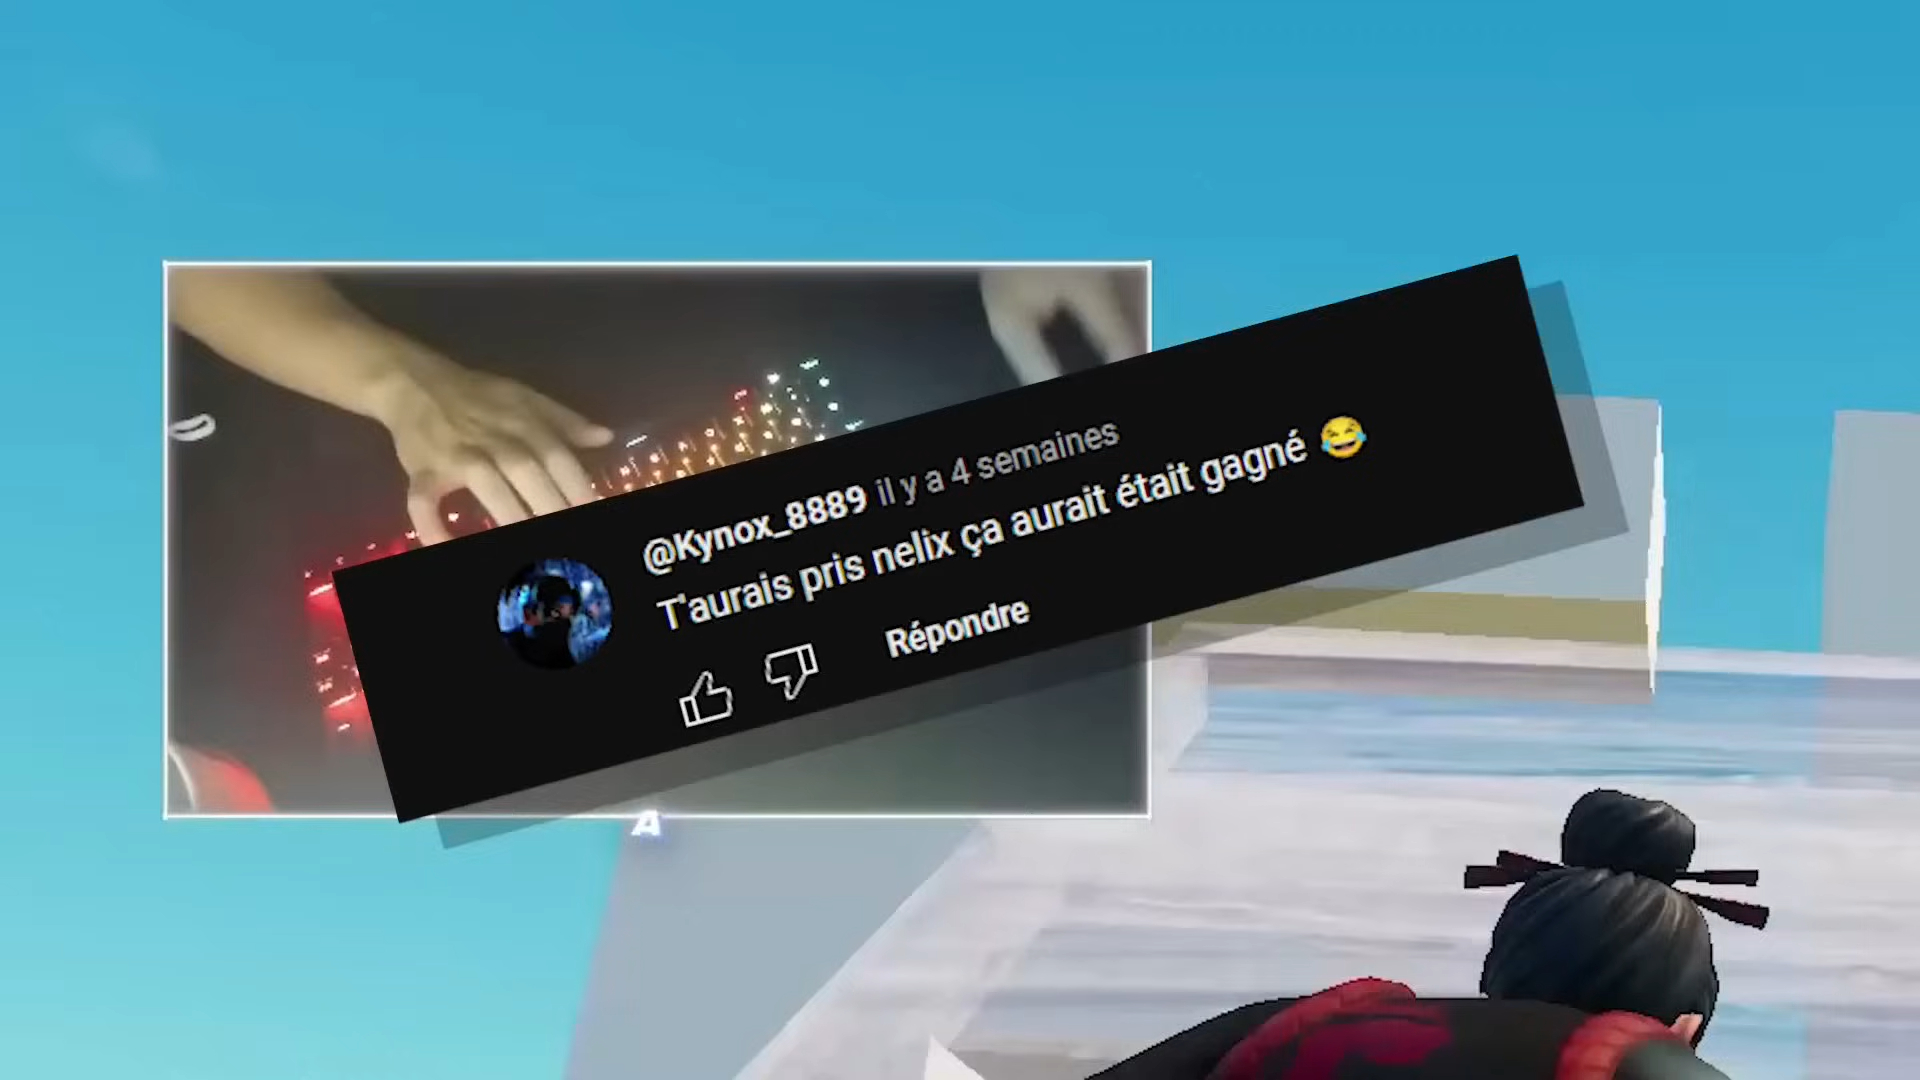 @Kynox_8889 il y a 4 semaines
T'aurais pris nelix ça aurait était gagné 😂
Répondre
A